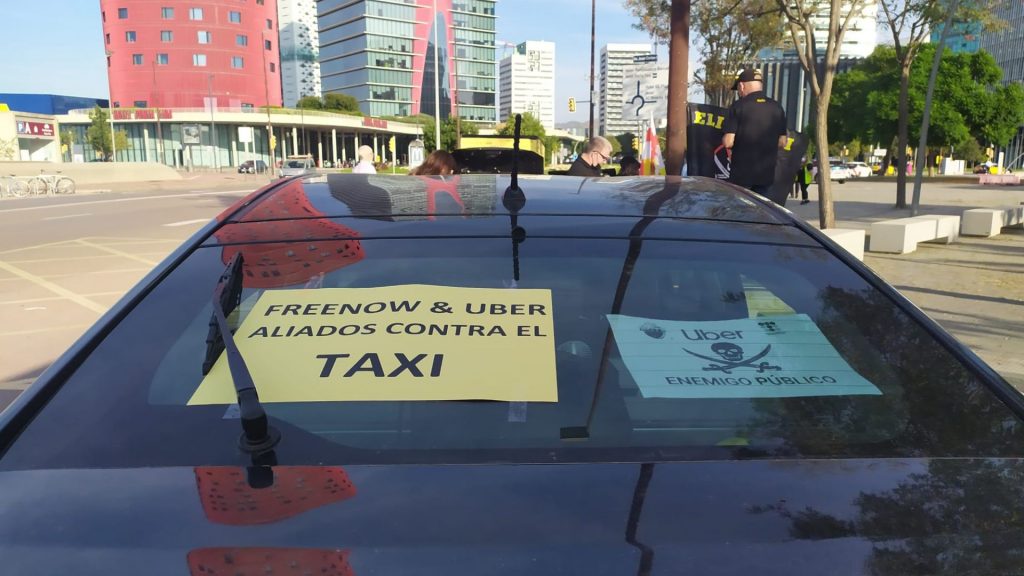 FREENOW & UBER
ALIADOS CONTRA EL
TAXI
Uber
ENEMIGO PÚBLICO
ELI